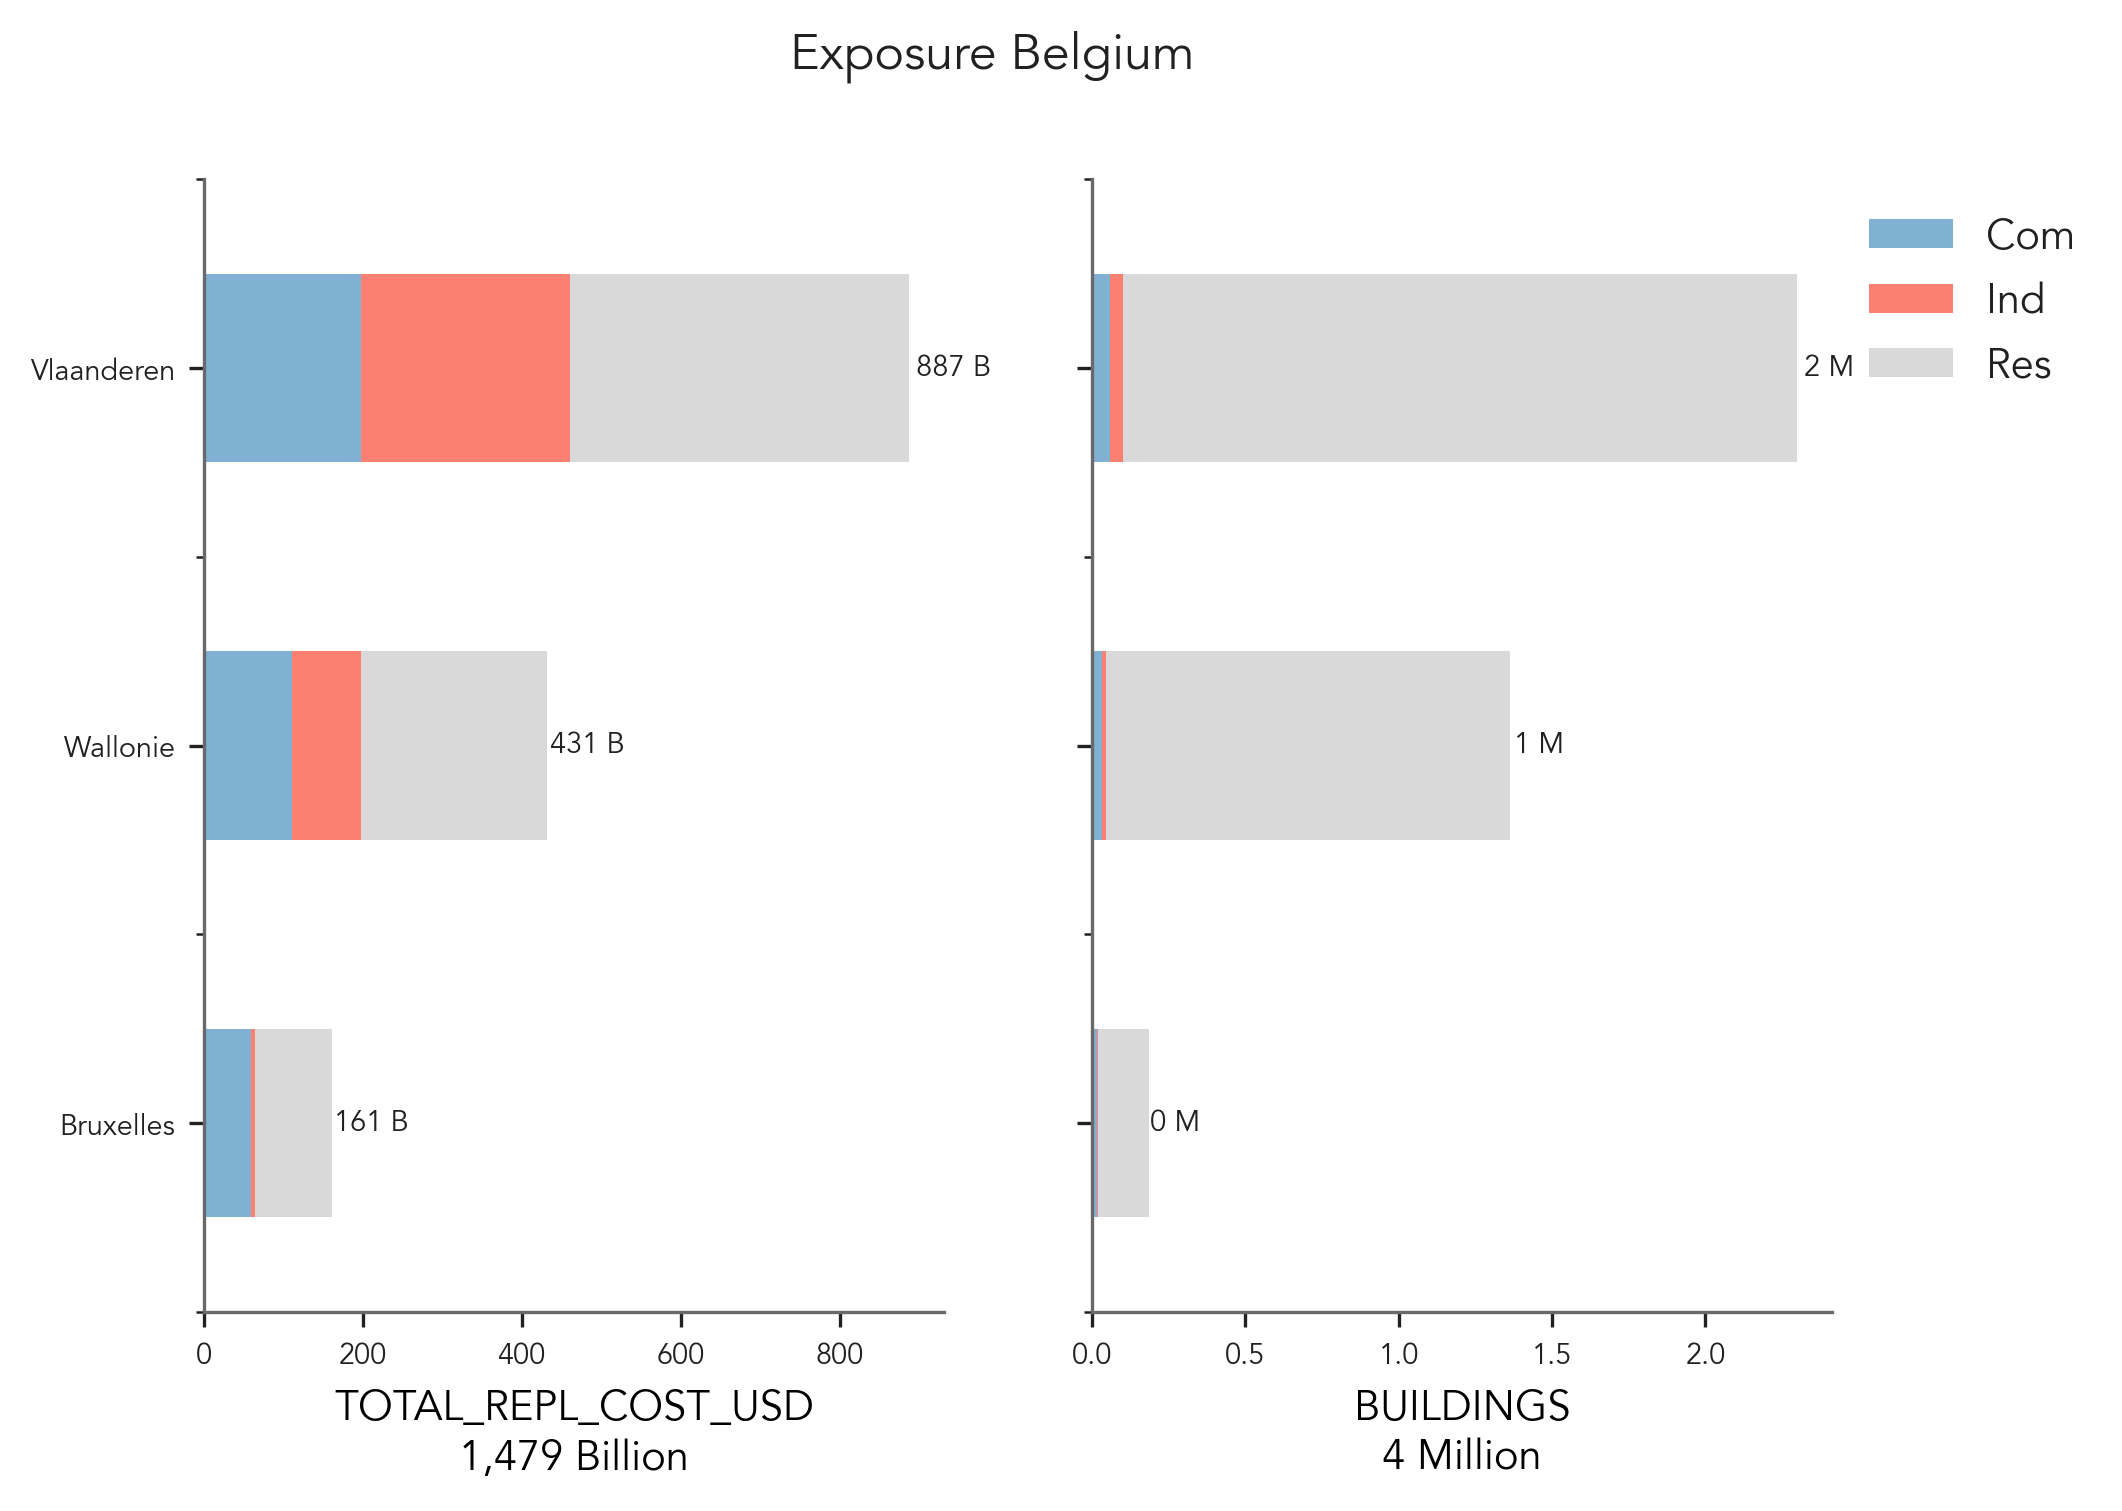 Exposure Belgium
Vlaanderen
Wallonie
Bruxelles
887 B
431 B
161 B
0 200 400 600 800
TOTAL_REPL_COST_USD
1,479 Billion
2 M
1 M
0 M
0.0 0.5 1.0 1.5 2.0
BUILDINGS
4 Million
Com
Ind
Res